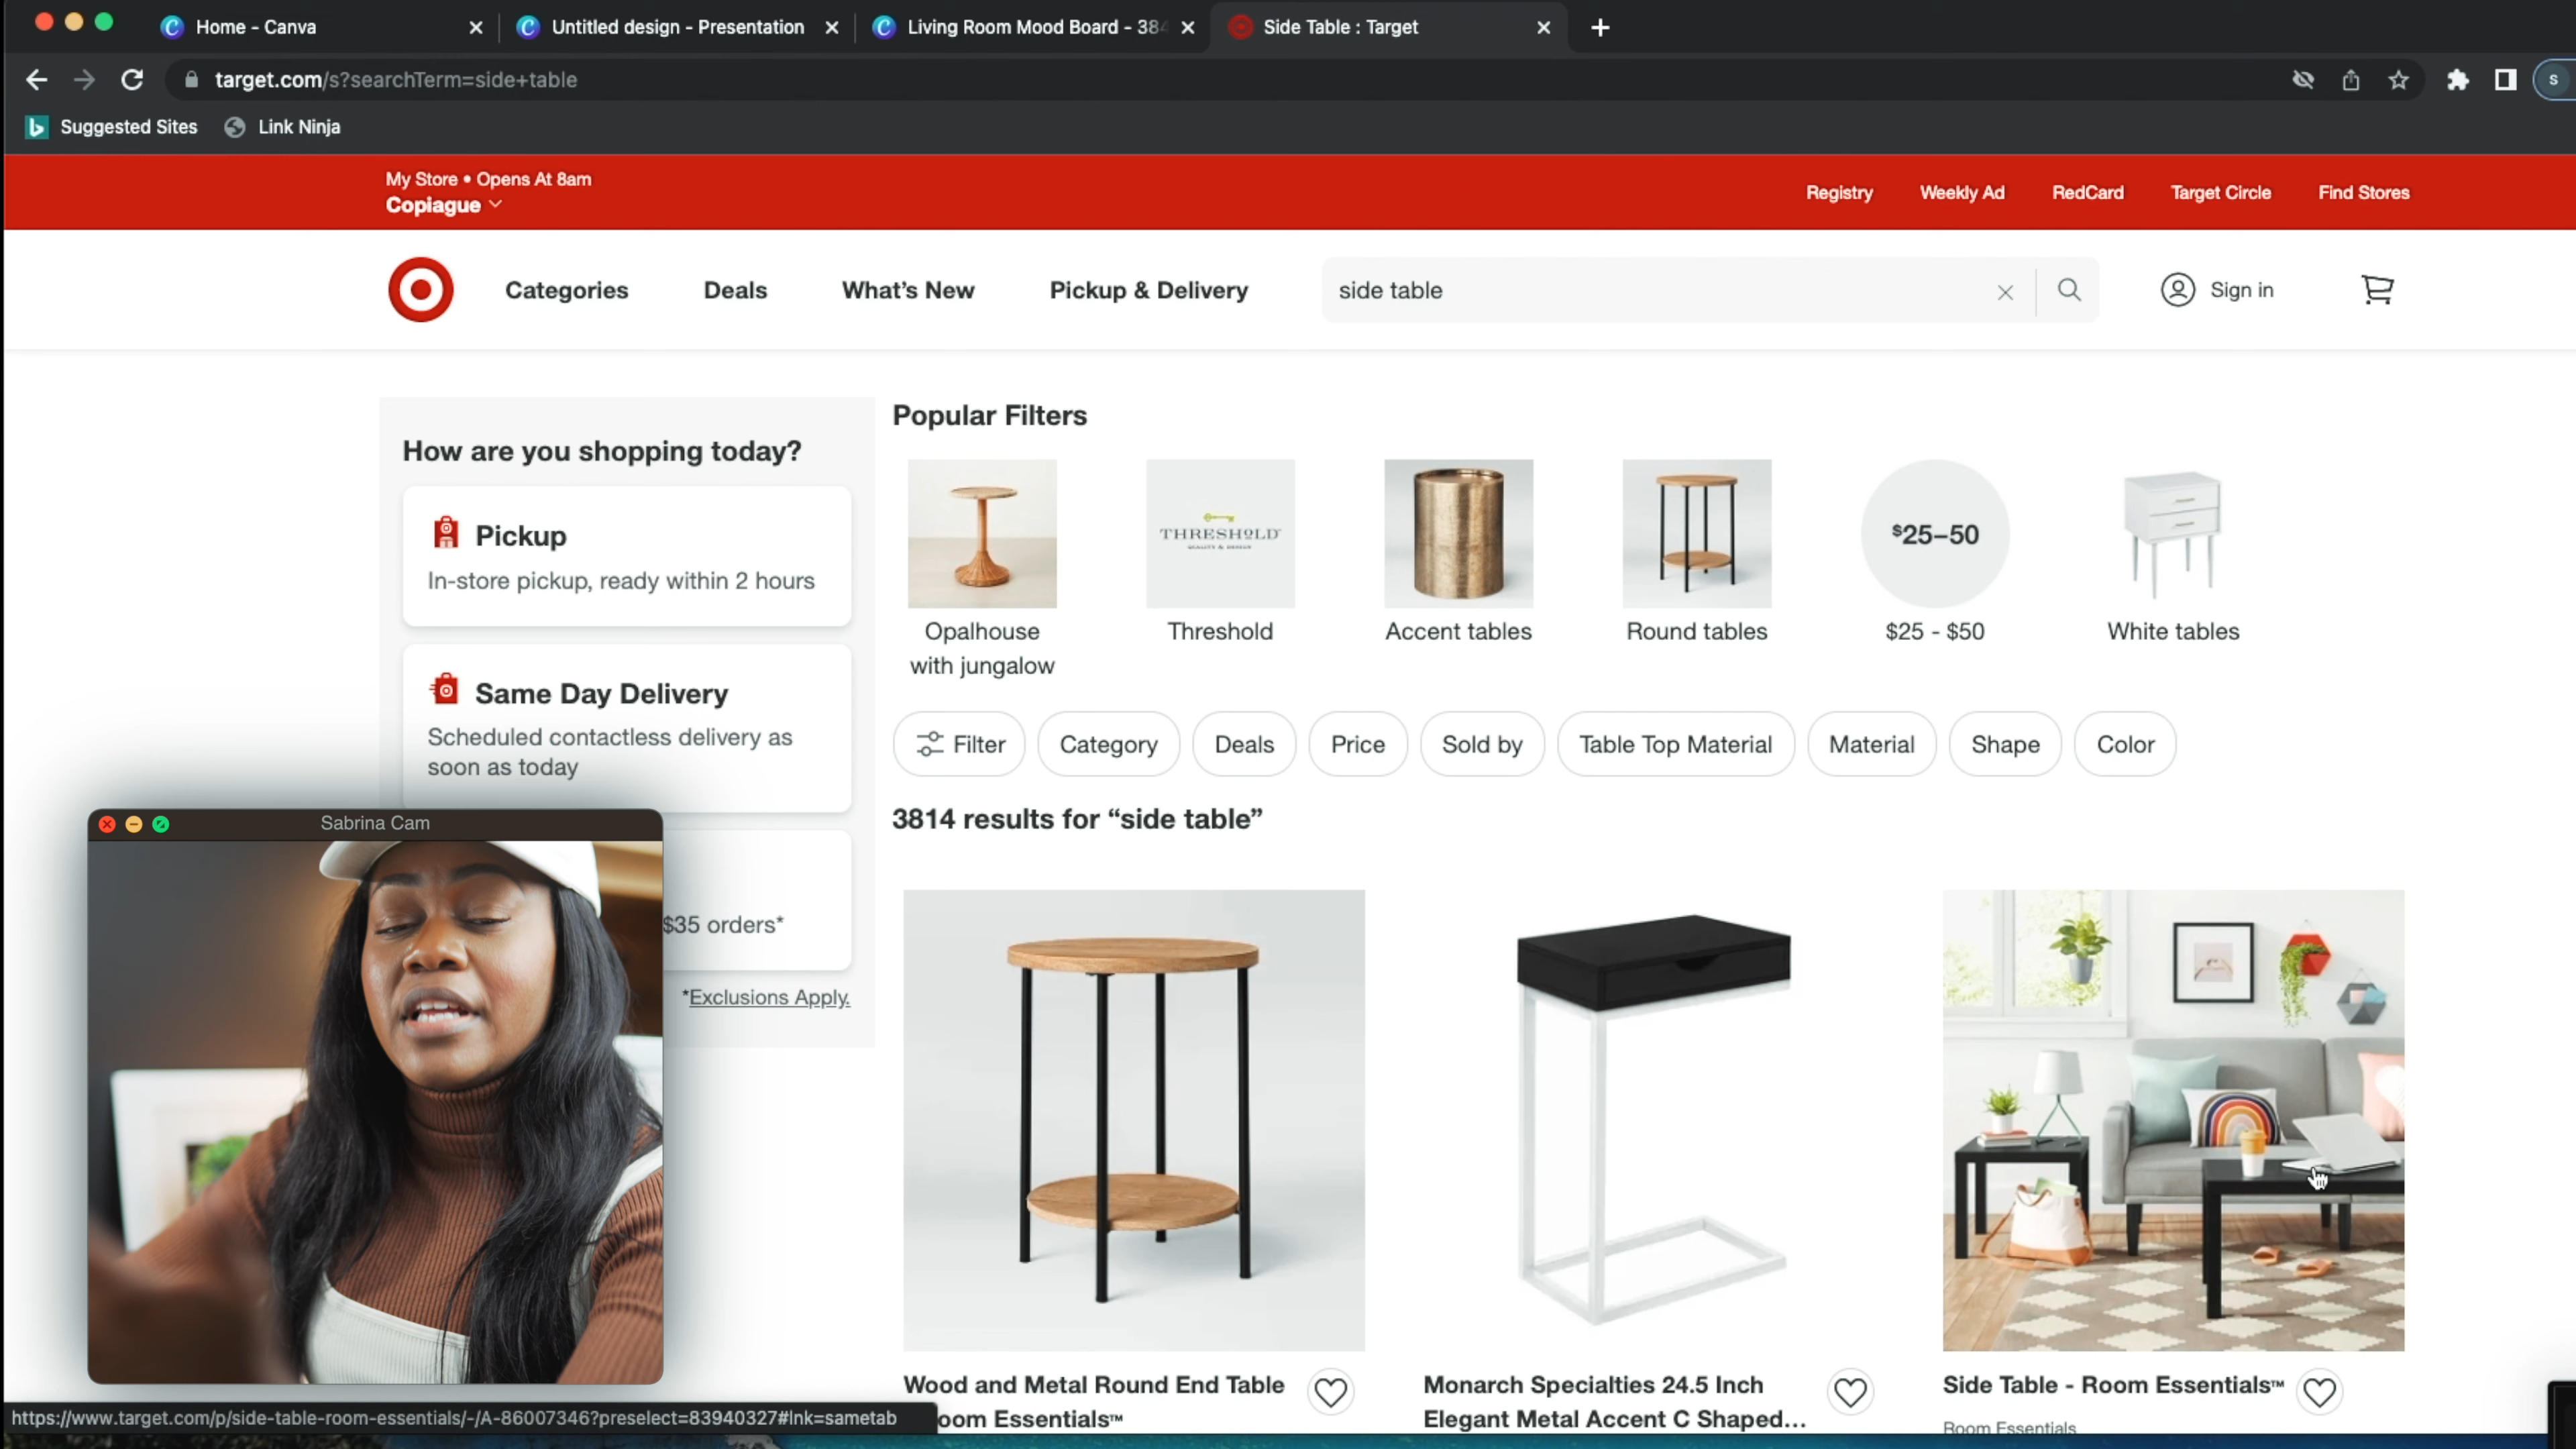 Home - Canva
Untitled design - Presentation
Living Room Mood Board - 384
Side Table : Target
target.com/s?searchTerm=side+table
S
Suggested Sites
Link Ninja
My Store • Opens At 8am
Copiague
Registry
Weekly Ad
RedCard
Target Circle
Find Stores
Categories
Deals
What's New
Pickup & Delivery
side table
Sign in
How are you shopping today?
Pickup
In-store pickup, ready within 2 hours
Same Day Delivery
Scheduled contactless delivery as
soon as today
$35 orders*
*Exclusions Apply.
Popular Filters
THRESHOLD
QUALITY & DESIGN
$25–50
Opalhouse
with jungalow
Threshold
Accent tables
Round tables
$25 - $50
White tables
Filter
Category
Deals
Price
Sold by
Table Top Material
Material
Shape
Color
3814 results for “side table”
Sabrina Cam
Wood and Metal Round End Table
oom Essentials™
Monarch Specialties 24.5 Inch
Elegant Metal Accent C Shaped...
Side Table - Room Essentials™
Room Essentials
https://www.target.com/p/side-table-room-essentials/-/A-86007346?preselect=83940327#lnk=sametab